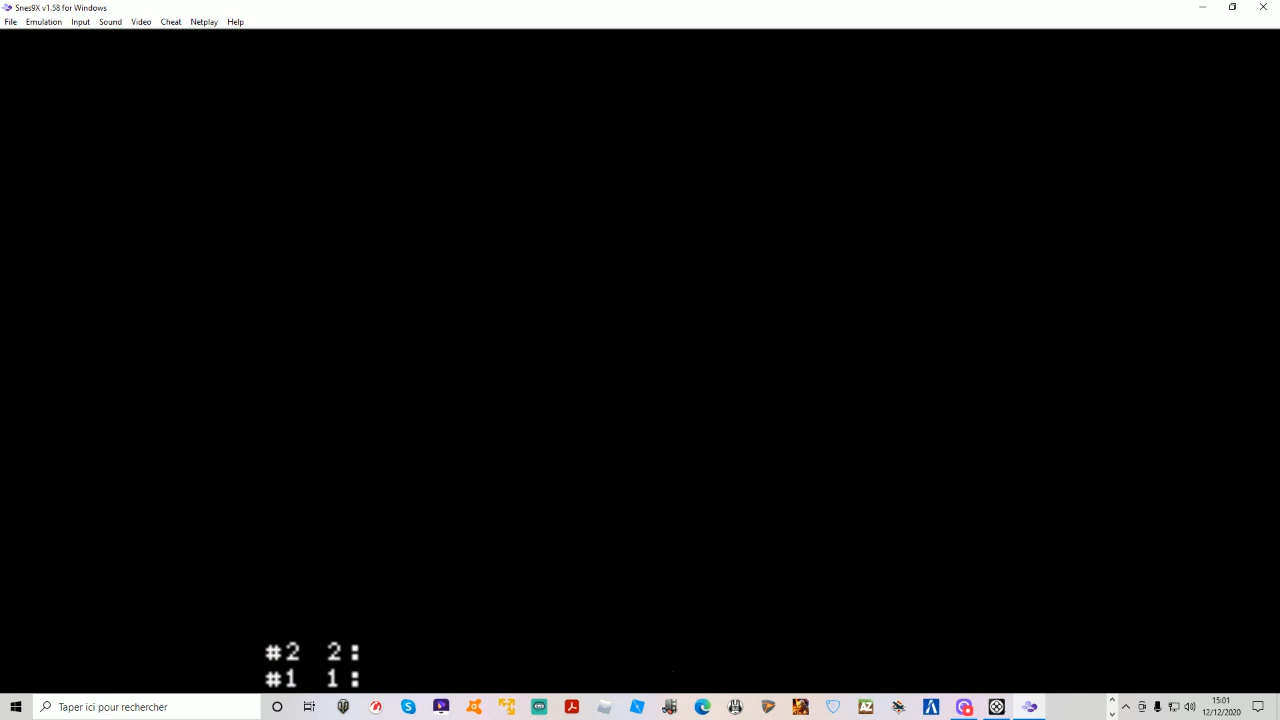 Snes9X v1.58 for Windows
File Emulation Input Sound Video Cheat Netplay Help
#2 2:
#1 1:
Taper ici pour rechercher
AZ
15:01
12/12/2020